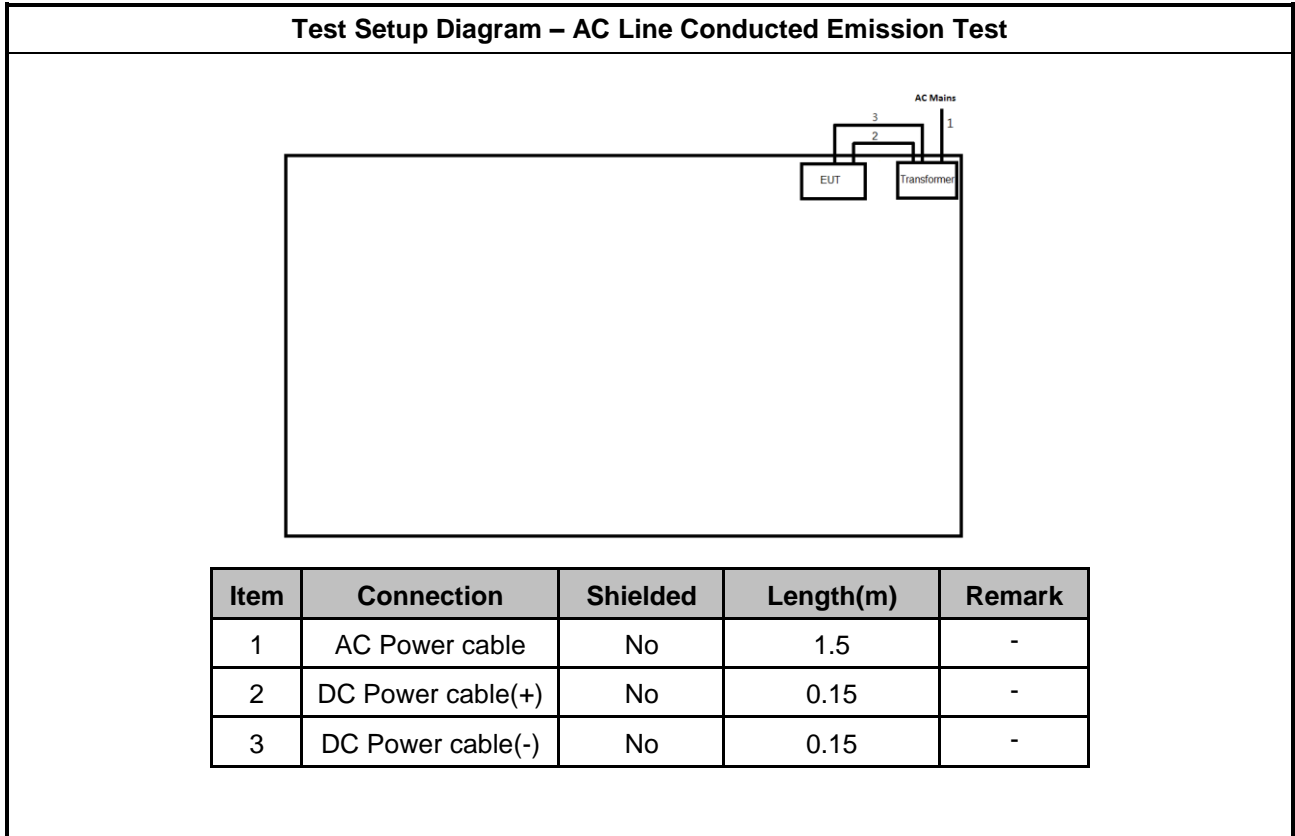 Test Setup Diagram – AC Line Conducted Emission Test
AC Mains
3
1
2
EUT
Transformer
Item Connection Shielded Length(m) Remark
1 AC Power cable No 1.5 -
2 DC Power cable(+) No 0.15 -
3 DC Power cable(-) No 0.15 -